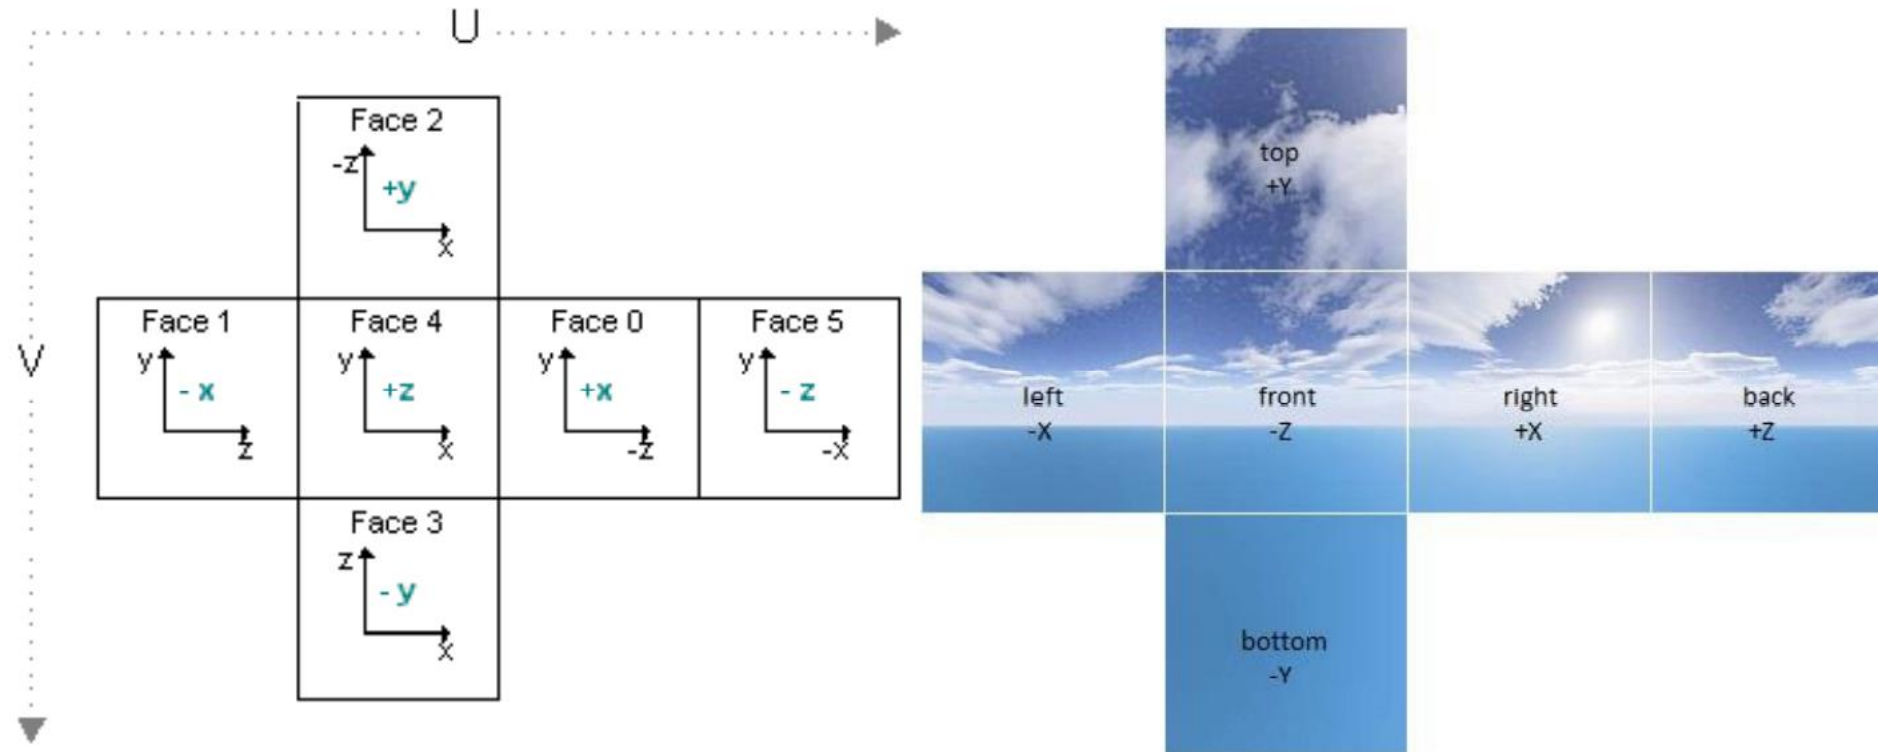 U
V
Face 2
-z
+y
x
Face 1
y
- x
z
Face 4
y
+z
x
Face 0
y
+x
-z
Face 5
y
- z
-x
Face 3
z
- y
x
top
+Y
left
-X
front
-Z
right
+X
back
+Z
bottom
-Y